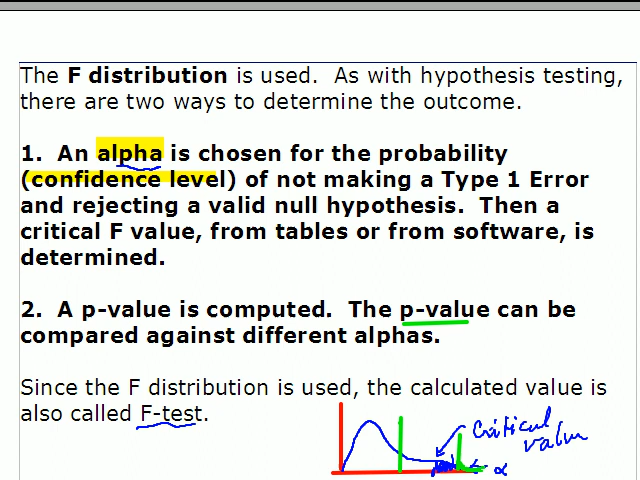 The F distribution is used. As with hypothesis testing,
there are two ways to determine the outcome.
1. An alpha is chosen for the probability
(confidence level) of not making a Type 1 Error
and rejecting a valid null hypothesis. Then a
critical F value, from tables or from software, is
determined.
2. A p-value is computed. The p-value can be
compared against different alphas.
Since the F distribution is used, the calculated value is
also called F-test.
Critical
value
α